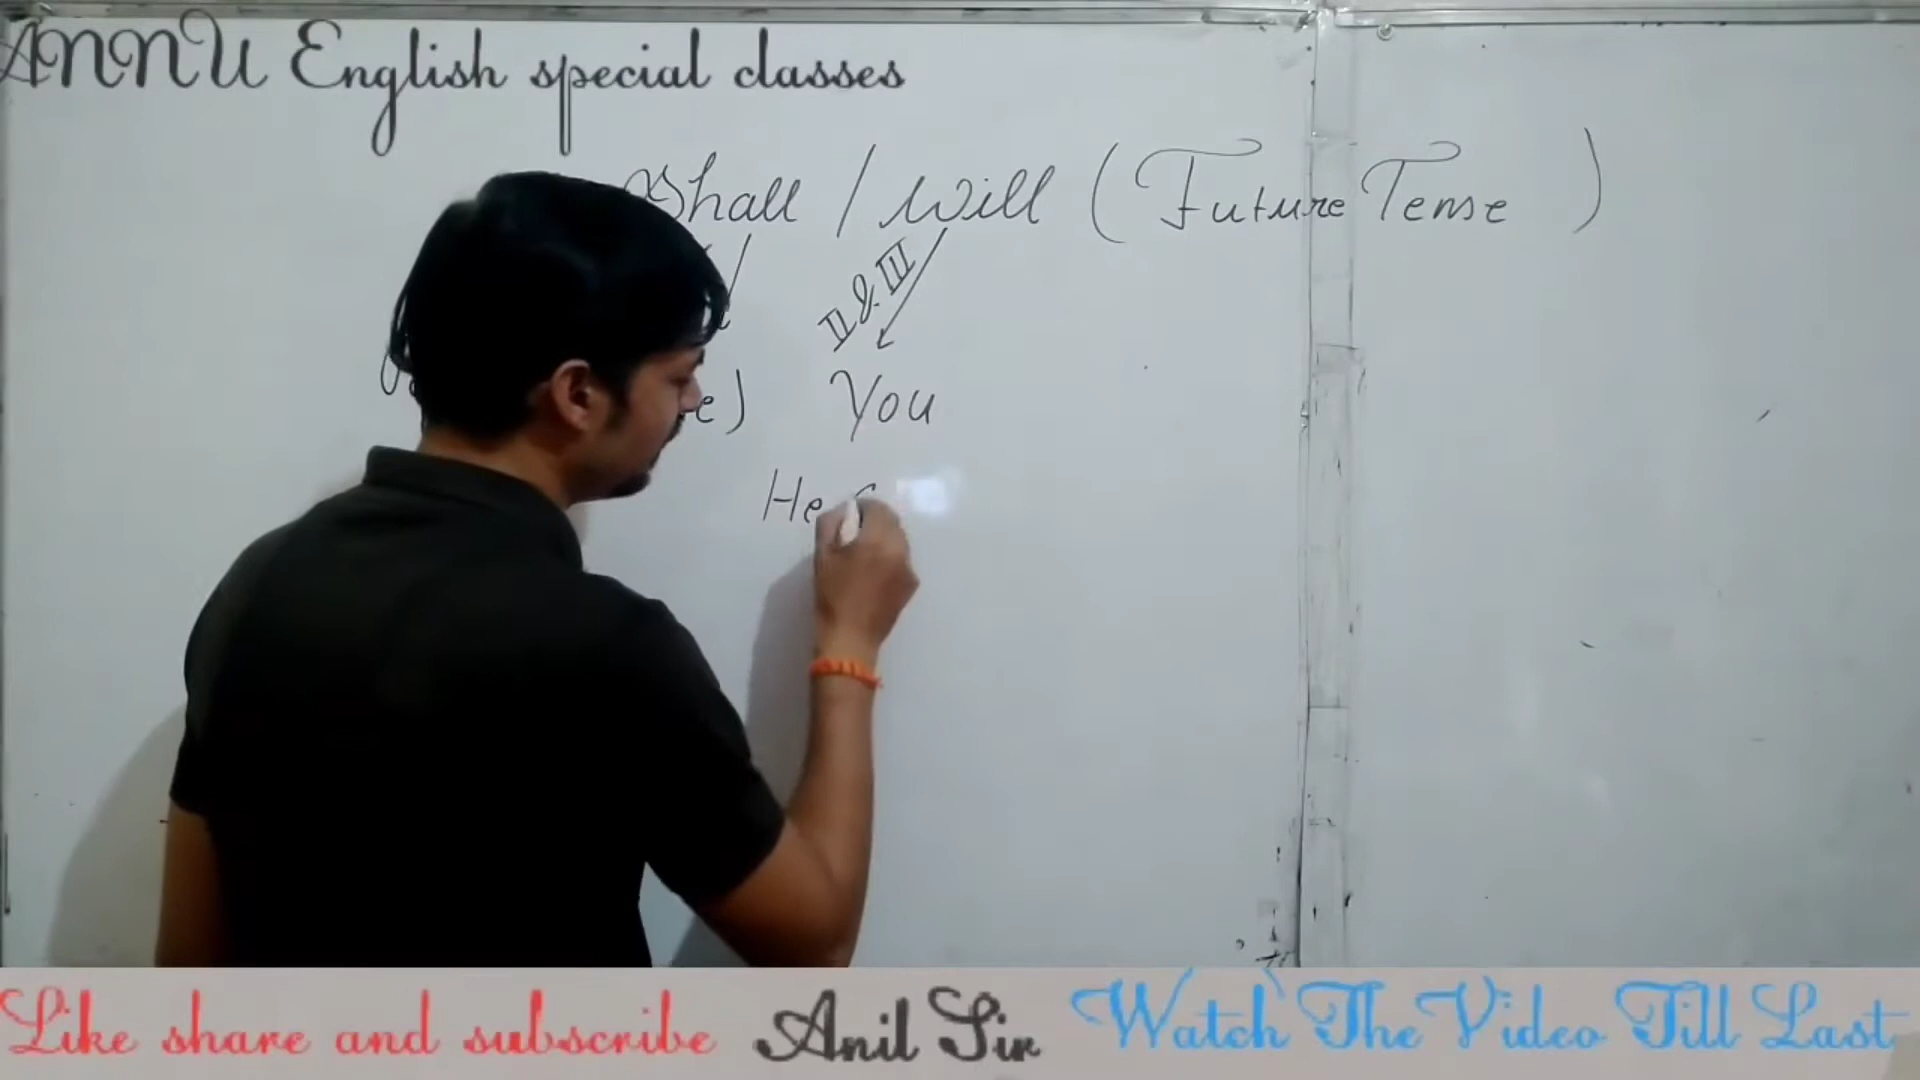 ANNU English special classes
Shall / Will ( Future Tense )
II & III
You
He
Like share and subscribe Anil Sir Watch The Video Till Last